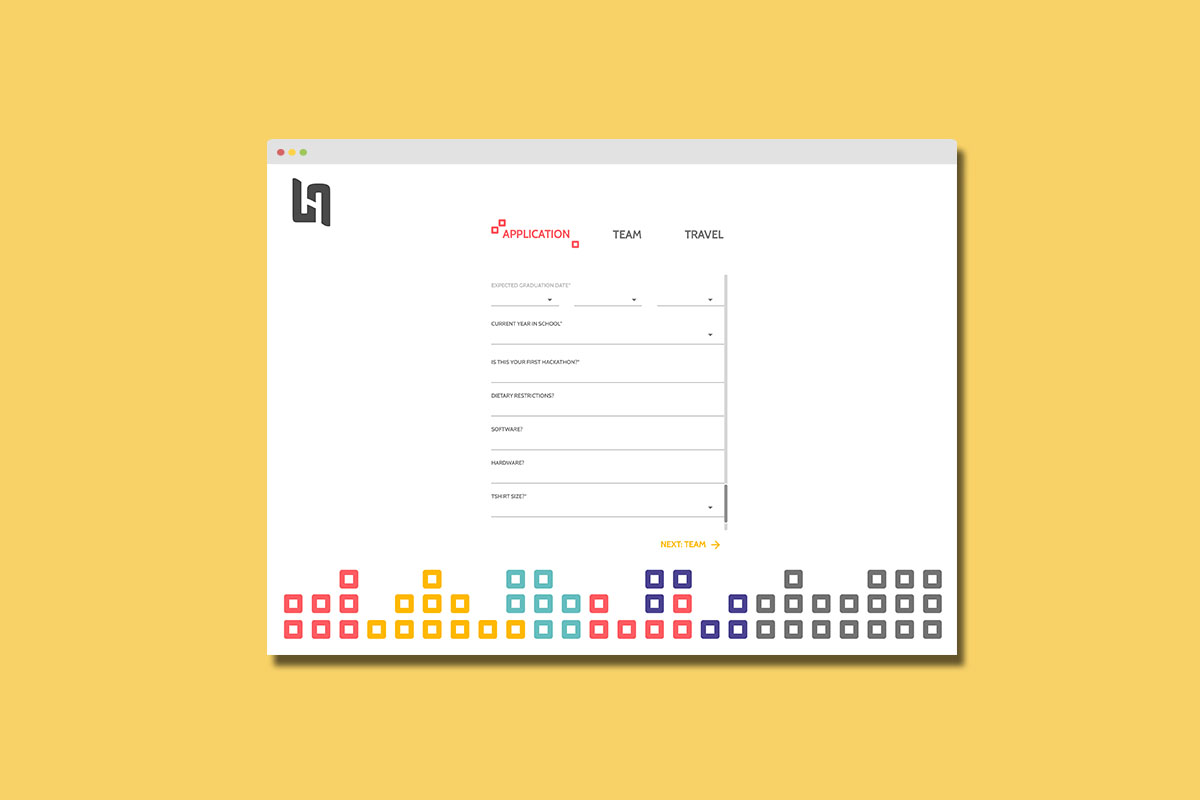 APPLICATION TEAM TRAVEL
EXPECTED GRADUATION DATE*
CURRENT YEAR IN SCHOOL*
IS THIS YOUR FIRST HACKATHON?*
DIETARY RESTRICTIONS?
SOFTWARE?
HARDWARE?
TSHIRT SIZE?*
NEXT: TEAM →